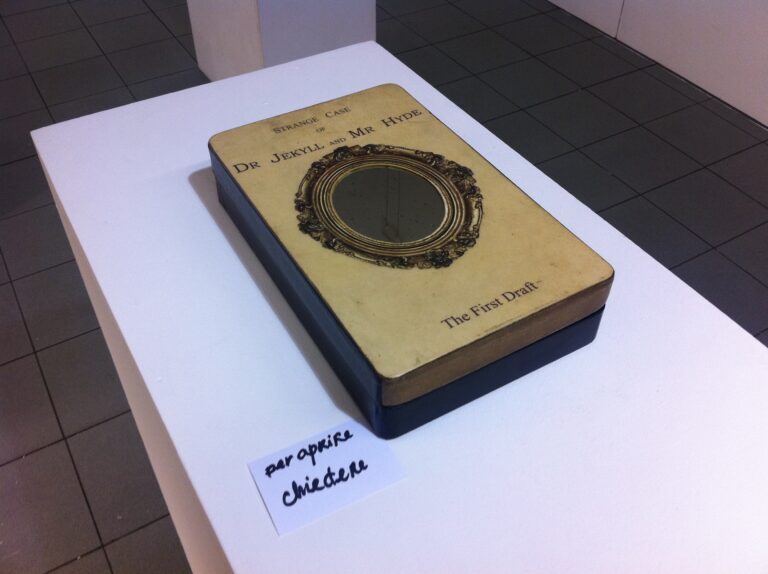 STRANGE CASE
OF
DR JEKYLL AND MR HYDE
The First Draft
per aprire
chiedere